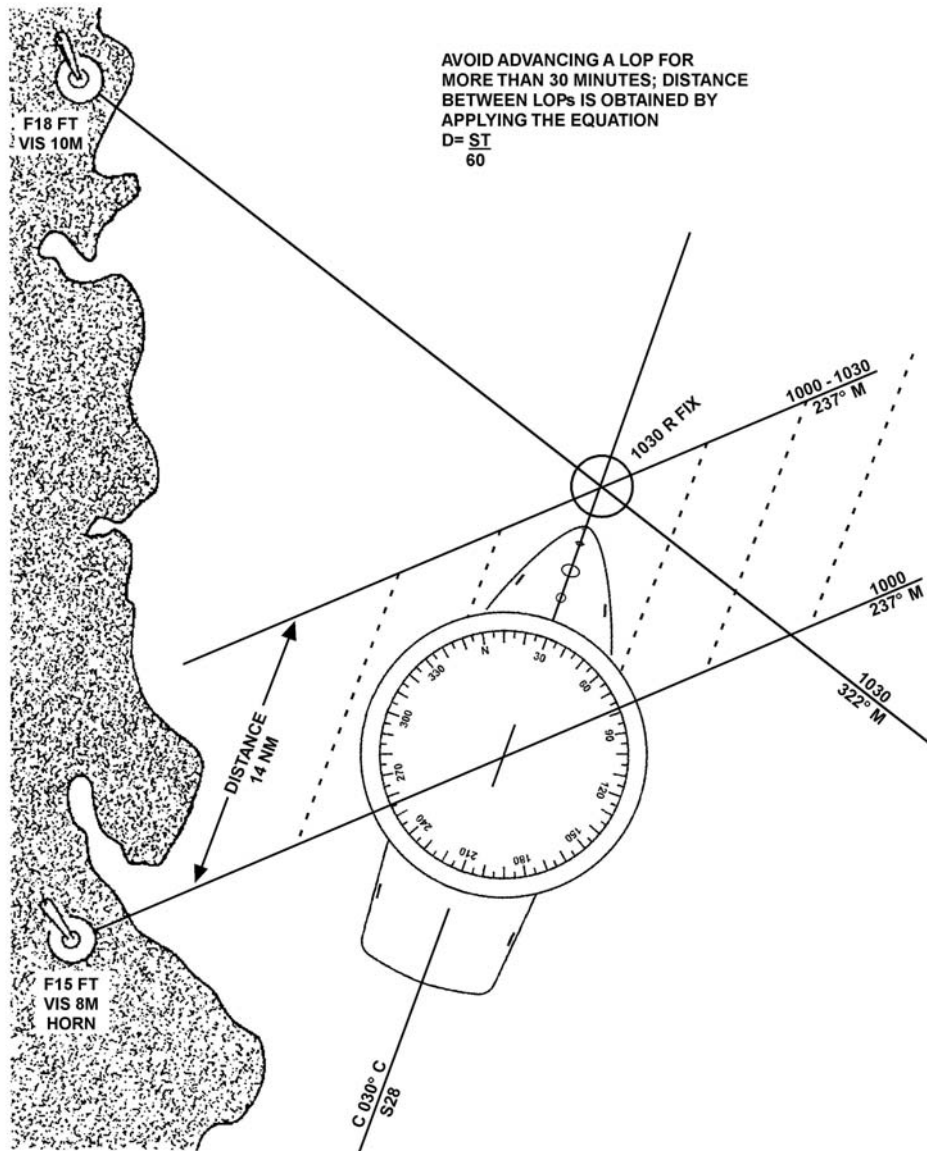 AVOID ADVANCING A LOP FOR
MORE THAN 30 MINUTES; DISTANCE
BETWEEN LOPs IS OBTAINED BY
APPLYING THE EQUATION
D= ST
60
F18 FT
VIS 10M
1000 - 1030
237° M
1030 R FIX
1000
237° M
1030
322° M
DISTANCE
14 NM
N
30
60
90
120
150
180
210
240
270
300
330
F15 FT
VIS 8M
HORN
C 030° C
S28